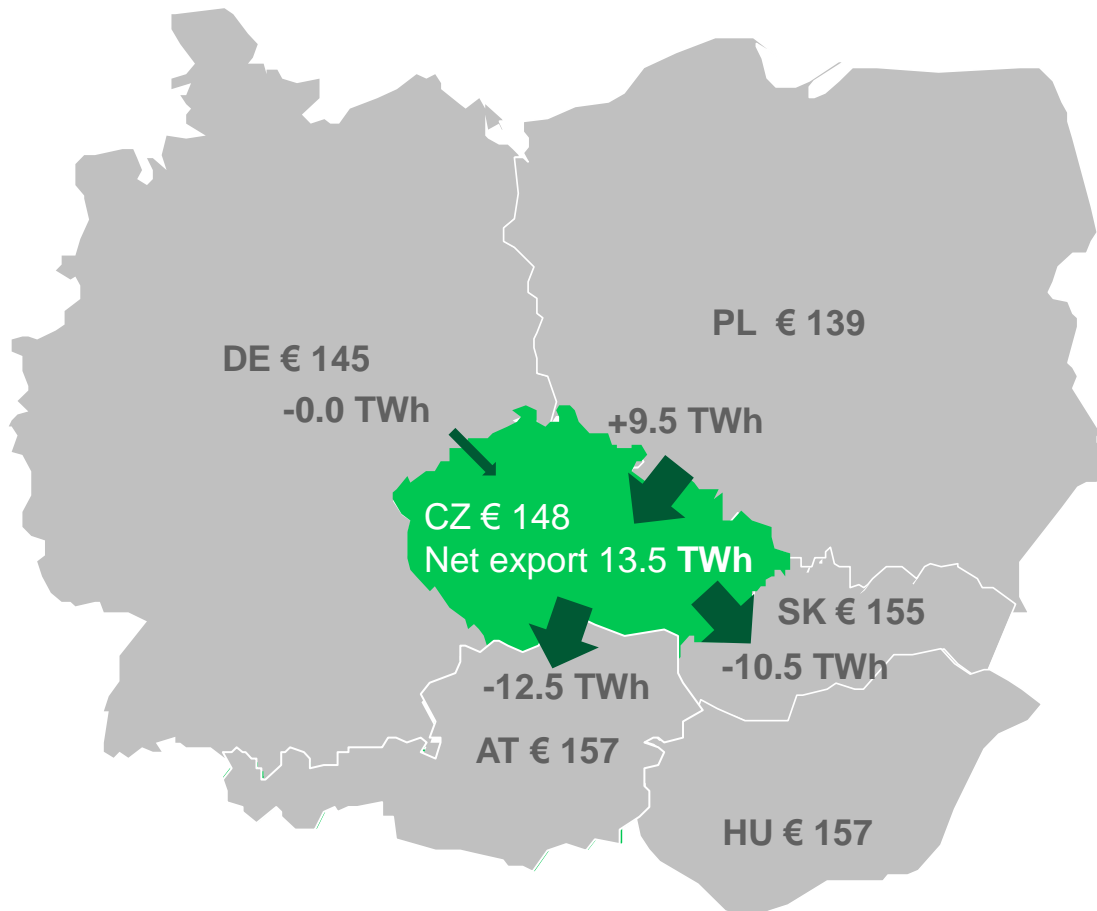 PL € 139
DE € 145
-0.0 TWh
+9.5 TWh
CZ € 148
Net export 13.5 TWh
SK € 155
-10.5 TWh
-12.5 TWh
AT € 157
HU € 157